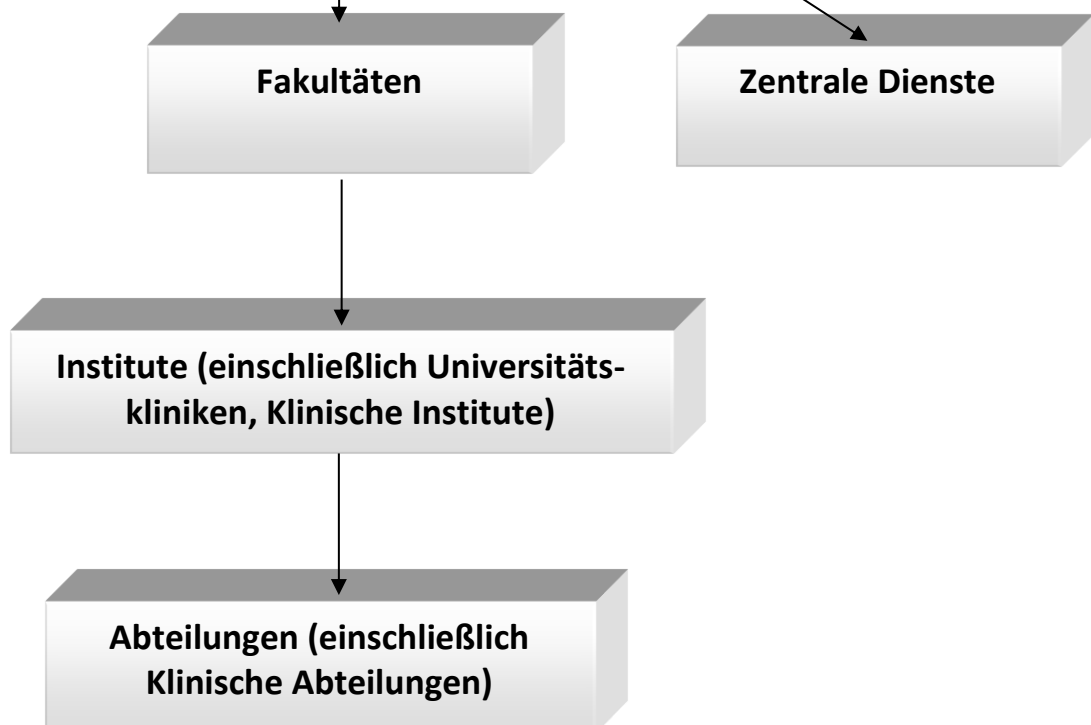 Fakultäten
Zentrale Dienste
Institute (einschließlich Universitäts-
kliniken, Klinische Institute)
Abteilungen (einschließlich
Klinische Abteilungen)